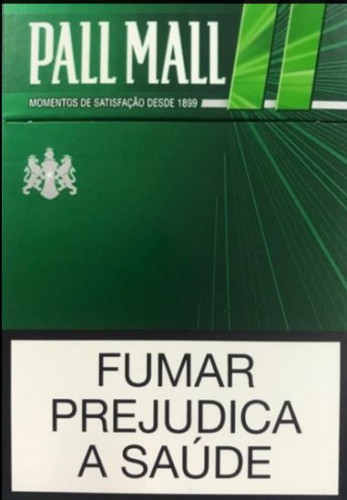 PALL MALL
MOMENTOS DE SATISFAÇÃO DESDE 1899
FUMAR
PREJUDICA
A SAÚDE